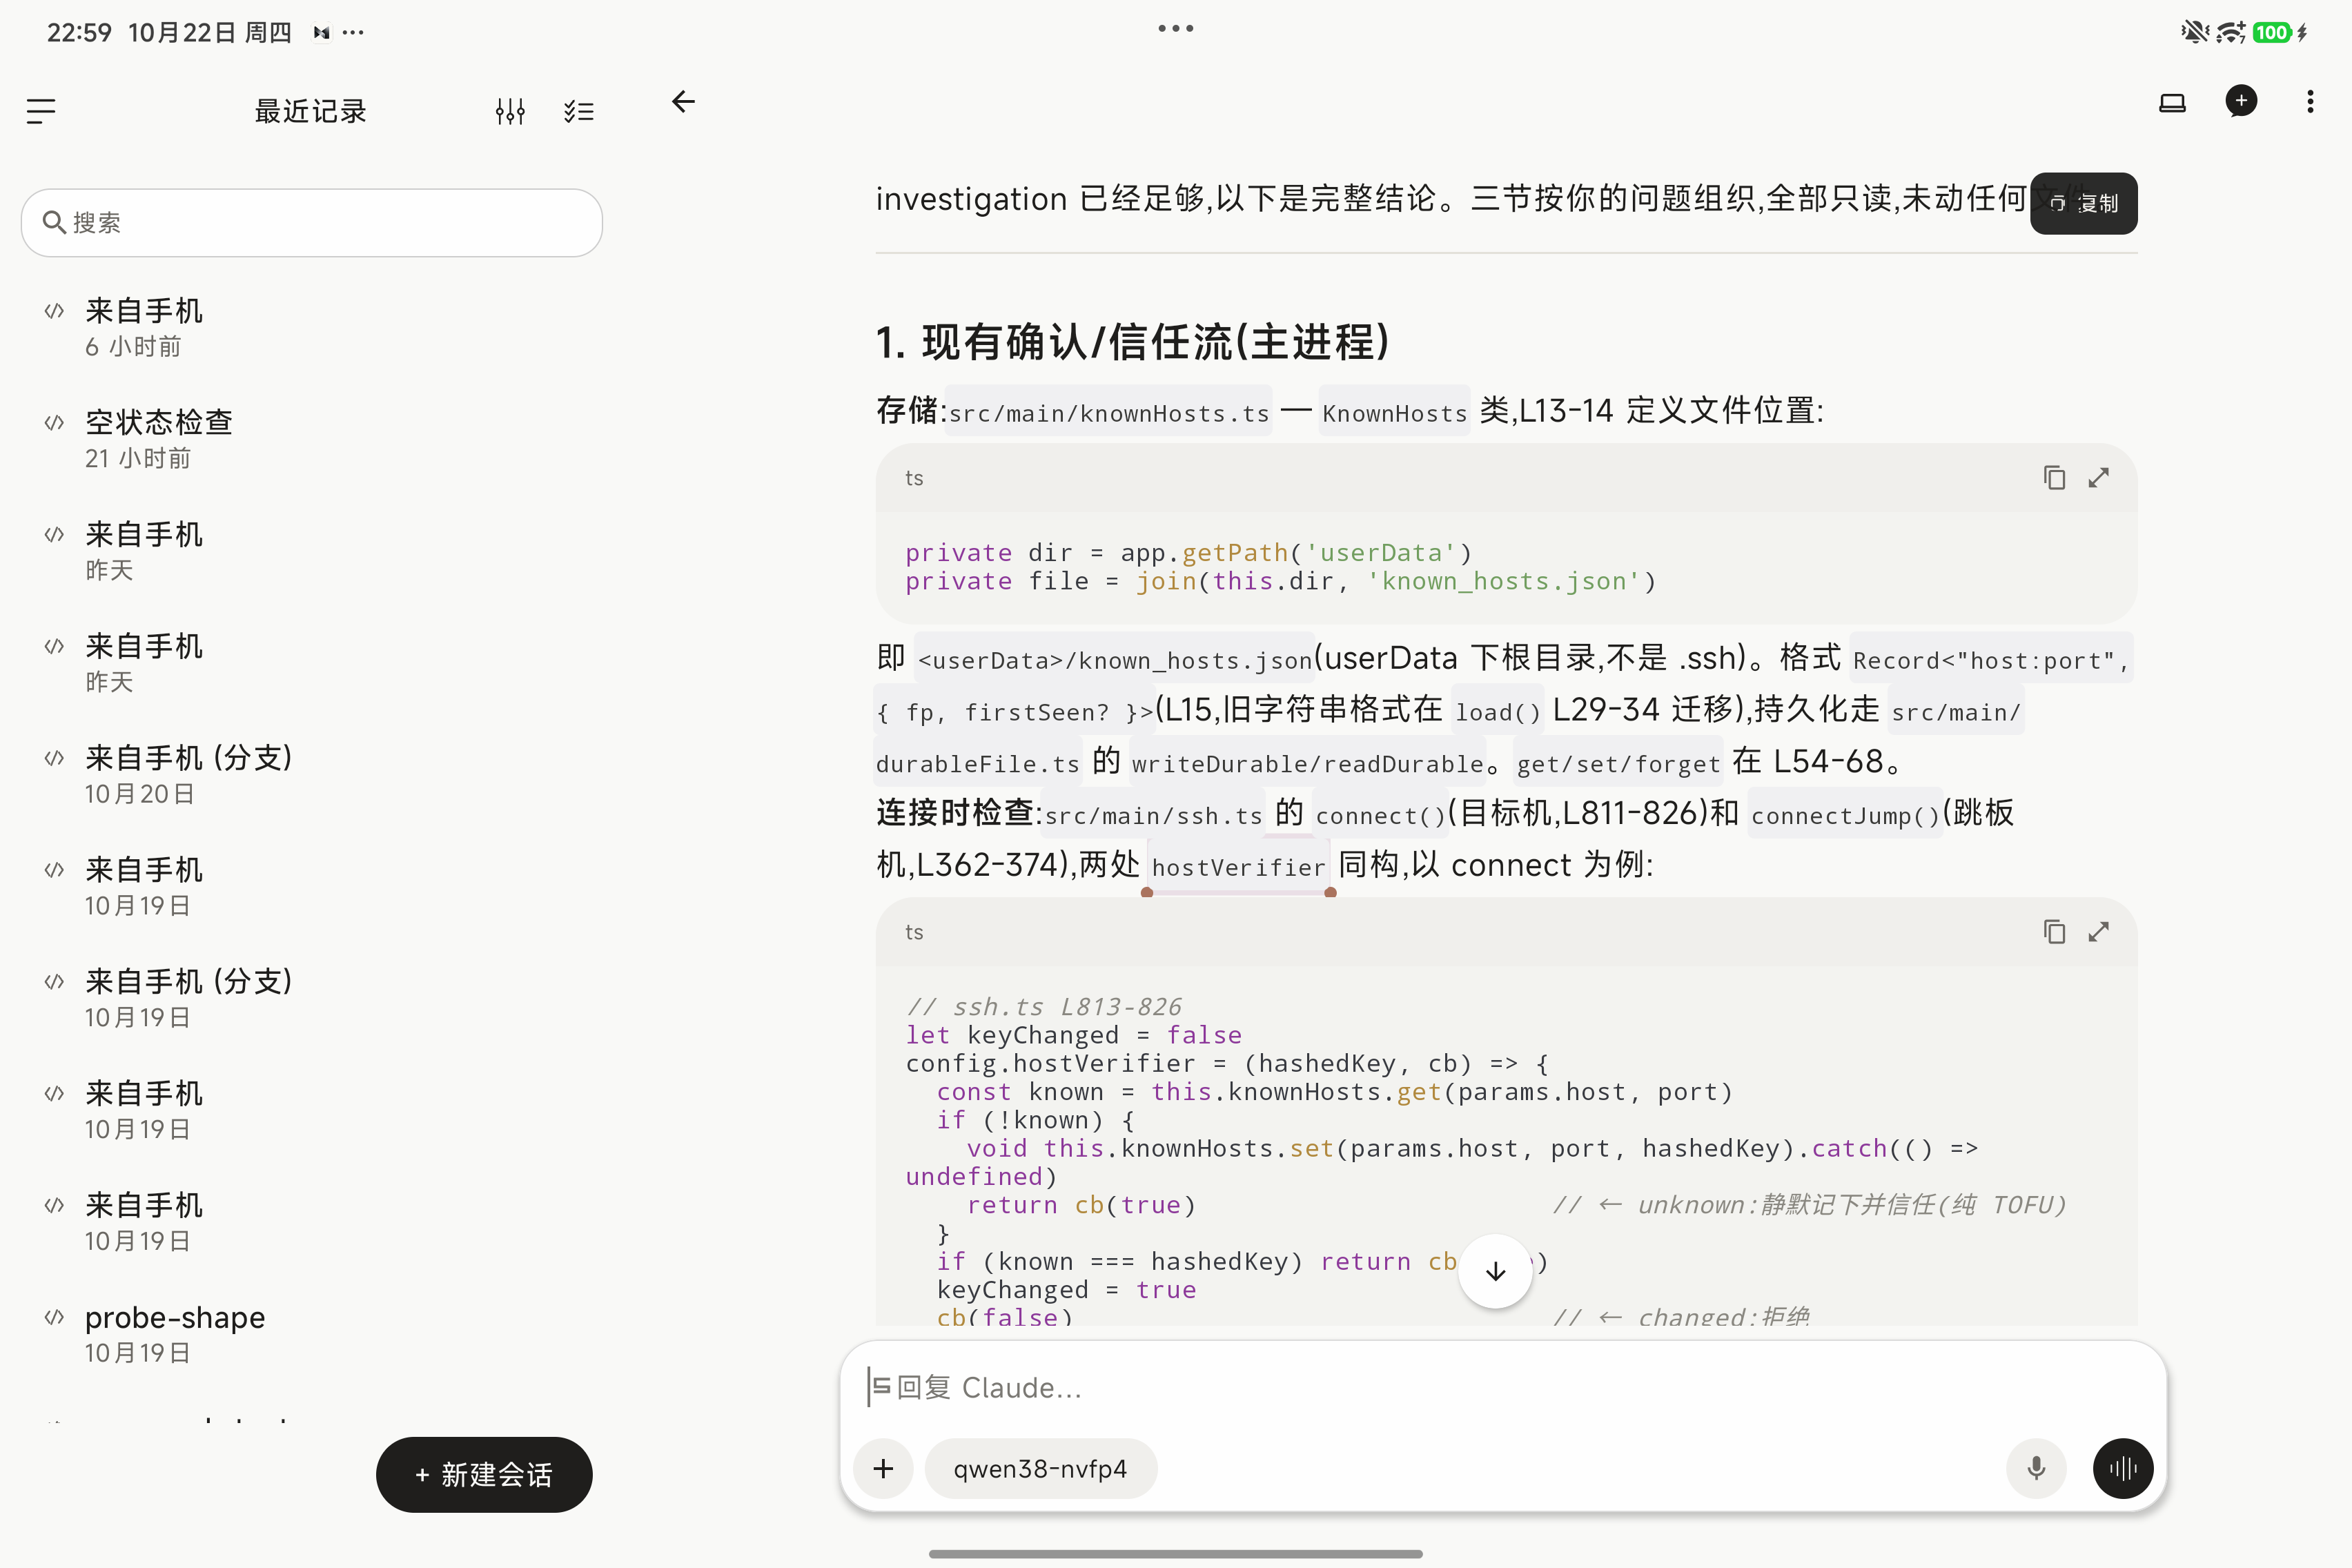 22:59 10月22日 周四
100
最近记录
搜索
来自手机
6 小时前
空状态检查
21 小时前
来自手机
昨天
来自手机
昨天
来自手机 (分支)
10月20日
来自手机
10月19日
来自手机 (分支)
10月19日
来自手机
10月19日
来自手机
10月19日
probe-shape
10月19日
+ 新建会话
investigation 已经足够,以下是完整结论。三节按你的问题组织,全部只读,未动任何文件
复制
1. 现有确认/信任流(主进程)
存储:src/main/knownHosts.ts — KnownHosts 类,L13-14 定义文件位置:
ts
private dir = app.getPath('userData')
private file = join(this.dir, 'known_hosts.json')
即 <userData>/known_hosts.json(userData 下根目录,不是 .ssh)。格式 Record<"host:port",
{ fp, firstSeen? }>(L15,旧字符串格式在 load() L29-34 迁移),持久化走 src/main/
durableFile.ts 的 writeDurable/readDurable。get/set/forget 在 L54-68。
连接时检查:src/main/ssh.ts 的 connect()(目标机,L811-826)和 connectJump()(跳板
机,L362-374),两处 hostVerifier 同构,以 connect 为例:
ts
// ssh.ts L813-826
let keyChanged = false
config.hostVerifier = (hashedKey, cb) => {
const known = this.knownHosts.get(params.host, port)
if (!known) {
void this.knownHosts.set(params.host, port, hashedKey).catch(() =>
undefined)
return cb(true) // ← unknown:静默记下并信任(纯 TOFU)
}
if (known === hashedKey) return cb )
keyChanged = true
cb(false) // ← changed:拒绝
回复 Claude...
+ qwen38-nvfp4